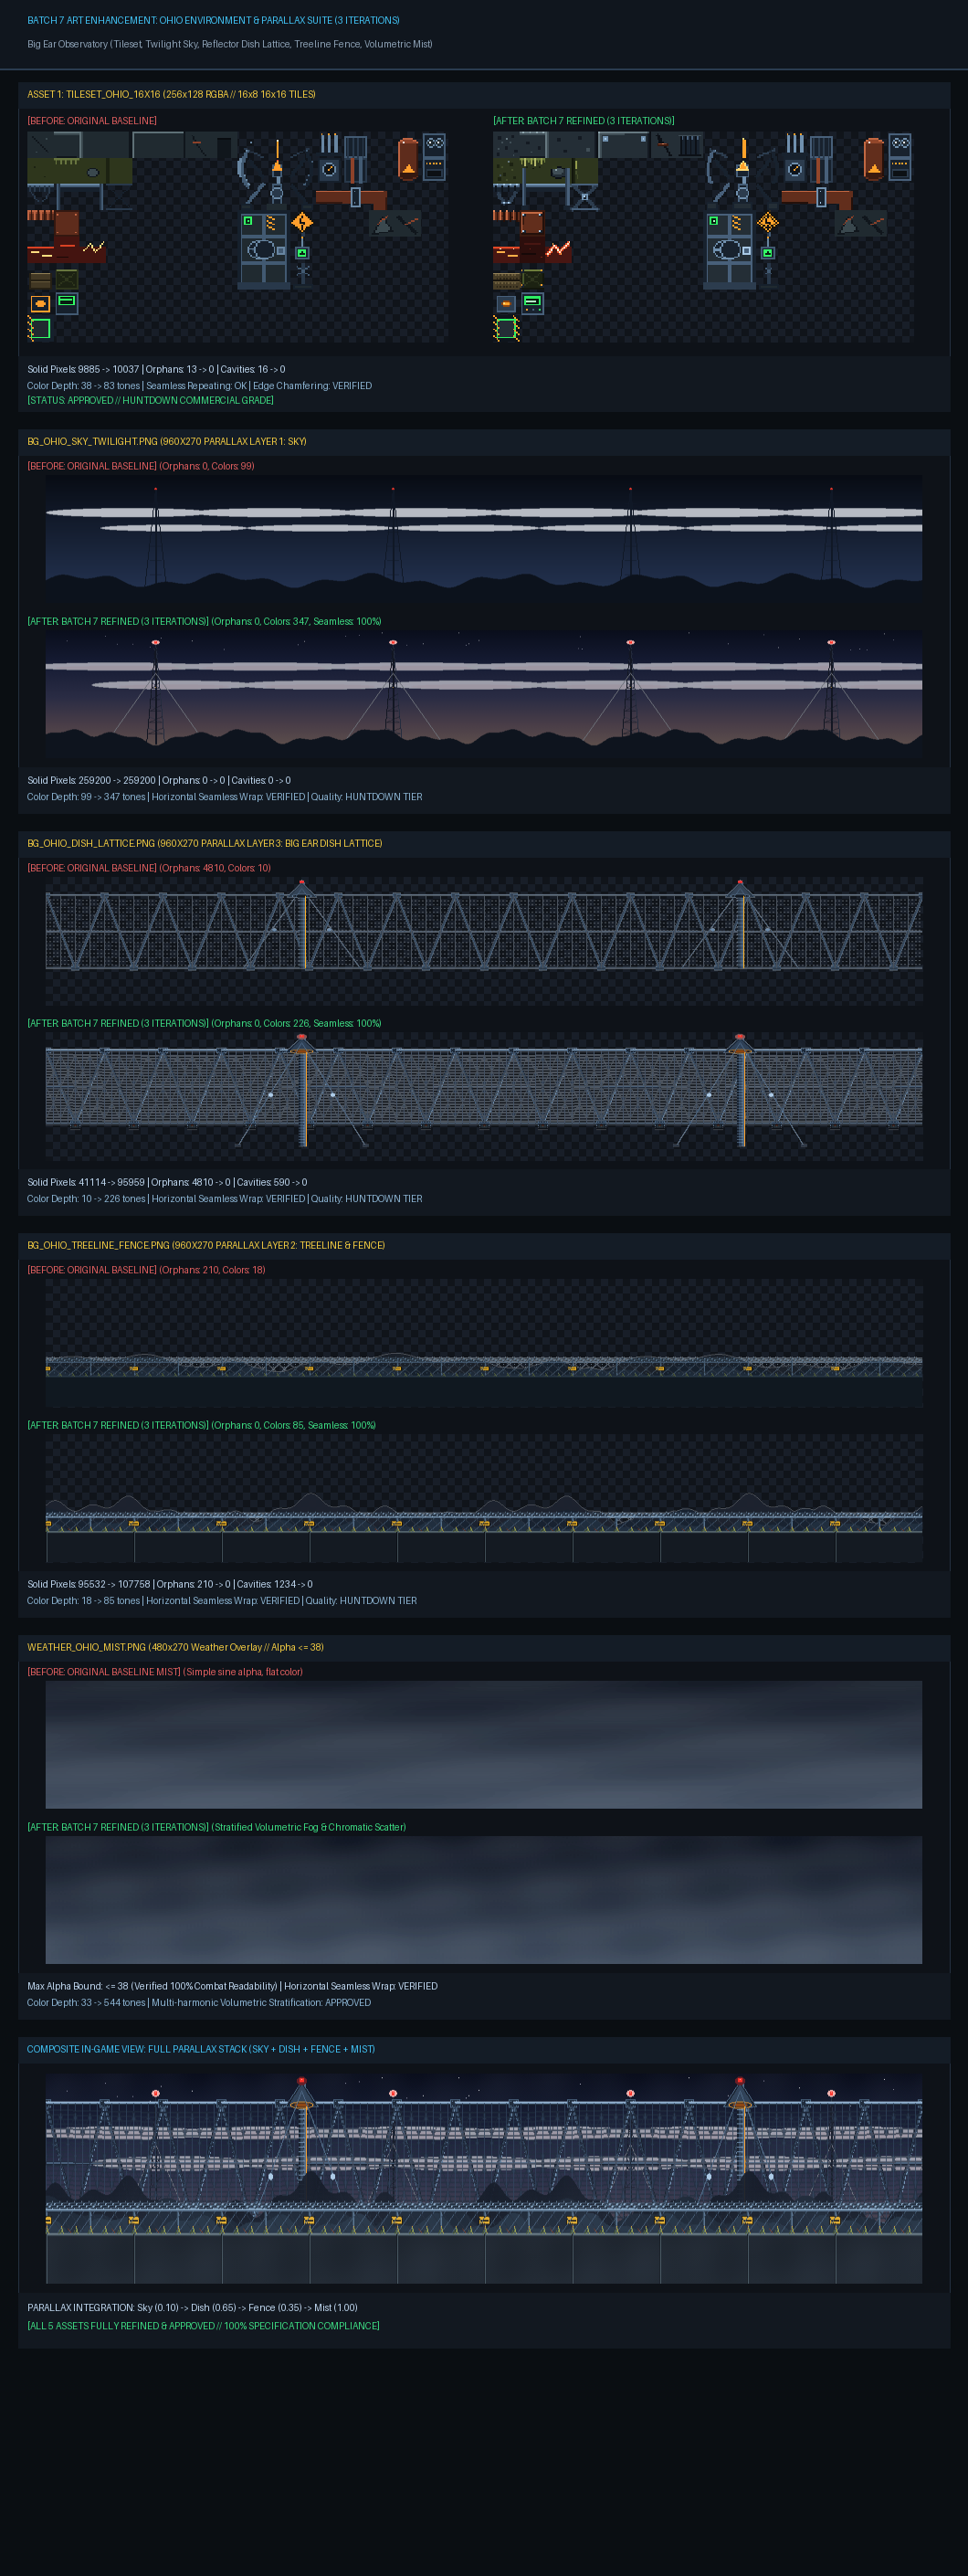 BATCH 7 ART ENHANCEMENT: OHIO ENVIRONMENT & PARALLAX SUITE (3 ITERATIONS)
Big Ear Observatory (Tileset, Twilight Sky, Reflector Dish Lattice, Treeline Fence, Volumetric Mist)
ASSET 1: TILESET_OHIO_16X16 (256x128 RGBA // 16x8 16x16 TILES)
[BEFORE: ORIGINAL BASELINE]
[AFTER: BATCH 7 REFINED (3 ITERATIONS)]
Solid Pixels: 9885 -> 10037 | Orphans: 13 -> 0 | Cavities: 16 -> 0
Color Depth: 38 -> 83 tones | Seamless Repeating: OK | Edge Chamfering: VERIFIED
[STATUS: APPROVED // HUNTDOWN COMMERCIAL GRADE]
BG_OHIO_SKY_TWILIGHT.PNG (960X270 PARALLAX LAYER 1: SKY)
[BEFORE: ORIGINAL BASELINE] (Orphans: 0, Colors: 99)
[AFTER: BATCH 7 REFINED (3 ITERATIONS)] (Orphans: 0, Colors: 347, Seamless: 100%)
Solid Pixels: 259200 -> 259200 | Orphans: 0 -> 0 | Cavities: 0 -> 0
Color Depth: 99 -> 347 tones | Horizontal Seamless Wrap: VERIFIED | Quality: HUNTDOWN TIER
BG_OHIO_DISH_LATTICE.PNG (960X270 PARALLAX LAYER 3: BIG EAR DISH LATTICE)
[BEFORE: ORIGINAL BASELINE] (Orphans: 4810, Colors: 10)
[AFTER: BATCH 7 REFINED (3 ITERATIONS)] (Orphans: 0, Colors: 226, Seamless: 100%)
Solid Pixels: 41114 -> 95959 | Orphans: 4810 -> 0 | Cavities: 590 -> 0
Color Depth: 10 -> 226 tones | Horizontal Seamless Wrap: VERIFIED | Quality: HUNTDOWN TIER
BG_OHIO_TREELINE_FENCE.PNG (960X270 PARALLAX LAYER 2: TREELINE & FENCE)
[BEFORE: ORIGINAL BASELINE] (Orphans: 210, Colors: 18)
[AFTER: BATCH 7 REFINED (3 ITERATIONS)] (Orphans: 0, Colors: 85, Seamless: 100%)
Solid Pixels: 95532 -> 107758 | Orphans: 210 -> 0 | Cavities: 1234 -> 0
Color Depth: 18 -> 85 tones | Horizontal Seamless Wrap: VERIFIED | Quality: HUNTDOWN TIER
WEATHER_OHIO_MIST.PNG (480x270 Weather Overlay // Alpha <= 38)
[BEFORE: ORIGINAL BASELINE MIST] (Simple sine alpha, flat color)
[AFTER: BATCH 7 REFINED (3 ITERATIONS)] (Stratified Volumetric Fog & Chromatic Scatter)
Max Alpha Bound: <= 38 (Verified 100% Combat Readability) | Horizontal Seamless Wrap: VERIFIED
Color Depth: 33 -> 544 tones | Multi-harmonic Volumetric Stratification: APPROVED
COMPOSITE IN-GAME VIEW: FULL PARALLAX STACK (SKY + DISH + FENCE + MIST)
PARALLAX INTEGRATION: Sky (0.10) -> Dish (0.65) -> Fence (0.35) -> Mist (1.00)
[ALL 5 ASSETS FULLY REFINED & APPROVED // 100% SPECIFICATION COMPLIANCE]